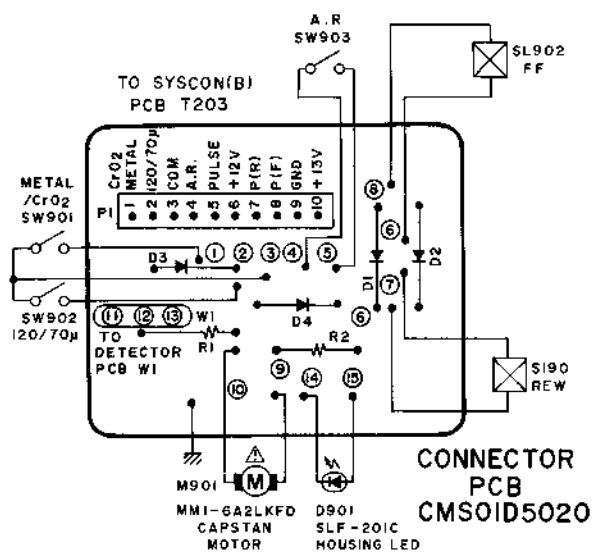 A.R
SW903
SL902
FF
TO SYSCON(B)
PCB T203
CrO2
METAL
120/70μ
COM
A.R.
PULSE
+12V
P(R)
P(F)
GND
+13V
P1
1 2 3 4 5 6 7 8 9 10
METAL
/CrO2
SW901
D3
① ② ③ ④ ⑤
⑧
⑥
D1
D2
⑦
⑥
SW902
120/70μ
⑪ ⑫ ⑬ W1
TO
DETECTOR
PCB W1
R1
D4
R2
⑩ ⑨ ⑭ ⑮
S190
REW
M901
M
MM1-6A2LKFD
CAPSTAN
MOTOR
D901
SLF-201C
HOUSING LED
CONNECTOR
PCB
CMS01D5020